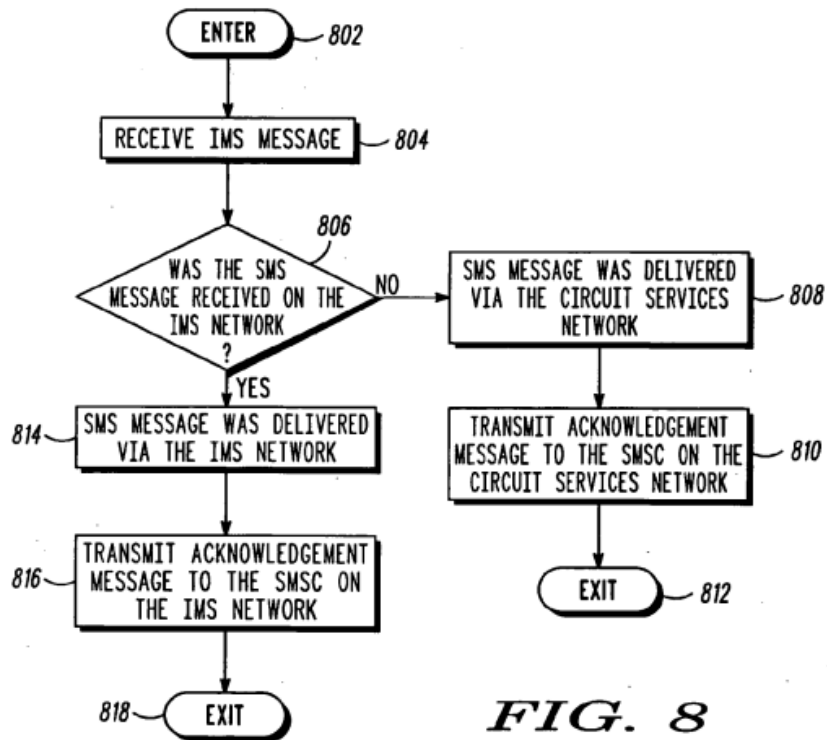 ENTER
802
RECEIVE IMS MESSAGE
804
806
WAS THE SMS
MESSAGE RECEIVED ON THE
IMS NETWORK
?
NO
YES
SMS MESSAGE WAS DELIVERED
VIA THE CIRCUIT SERVICES
NETWORK
808
TRANSMIT ACKNOWLEDGEMENT
MESSAGE TO THE SMSC ON THE
CIRCUIT SERVICES NETWORK
810
EXIT
812
814
SMS MESSAGE WAS DELIVERED
VIA THE IMS NETWORK
816
TRANSMIT ACKNOWLEDGEMENT
MESSAGE TO THE SMSC ON
THE IMS NETWORK
818
EXIT
FIG. 8